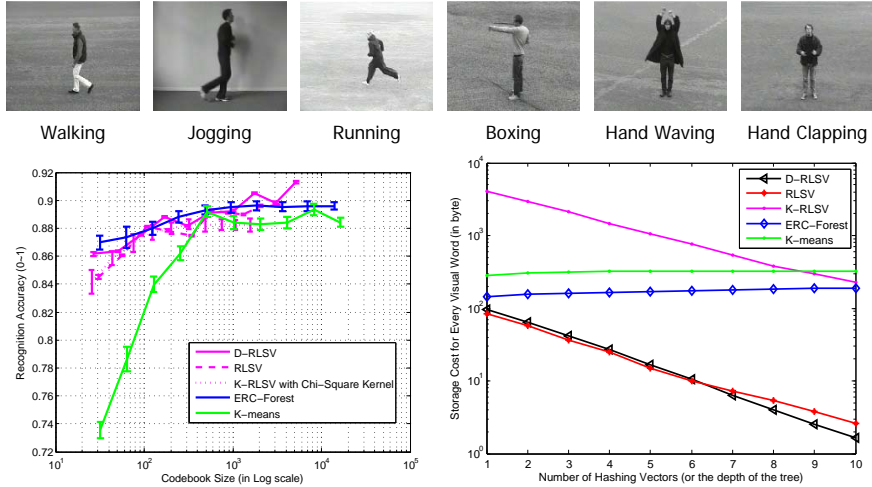 Walking Jogging Running Boxing Hand Waving Hand Clapping
0.92
0.9
0.88
0.86
0.84
0.82
0.8
0.78
0.76
0.74
0.72
Recognition Accuracy (0–1)
D–RLSV
RLSV
K–RLSV with Chi–Square Kernel
ERC–Forest
K–means
10^1 10^2 10^3 10^4 10^5
Codebook Size (in Log scale)
10^4
10^3
10^2
10^1
10^0
Storage Cost for Every Visual Word (in byte)
D–RLSV
RLSV
K–RLSV
ERC–Forest
K–means
1 2 3 4 5 6 7 8 9 10
Number of Hashing Vectors (or the depth of the tree)